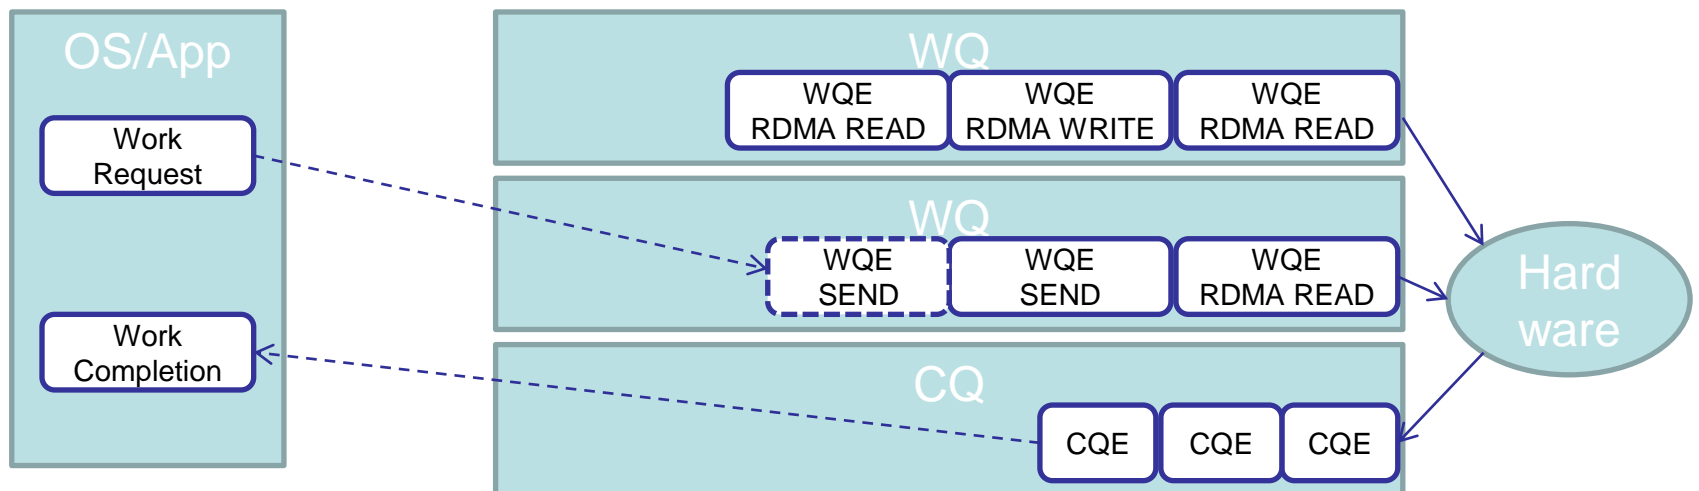 OS/App
Work
Request
Work
Completion
WQ
WQE
RDMA READ
WQE
RDMA WRITE
WQE
RDMA READ
WQ
WQE
SEND
WQE
SEND
WQE
RDMA READ
CQ
CQE
CQE
CQE
Hard
ware